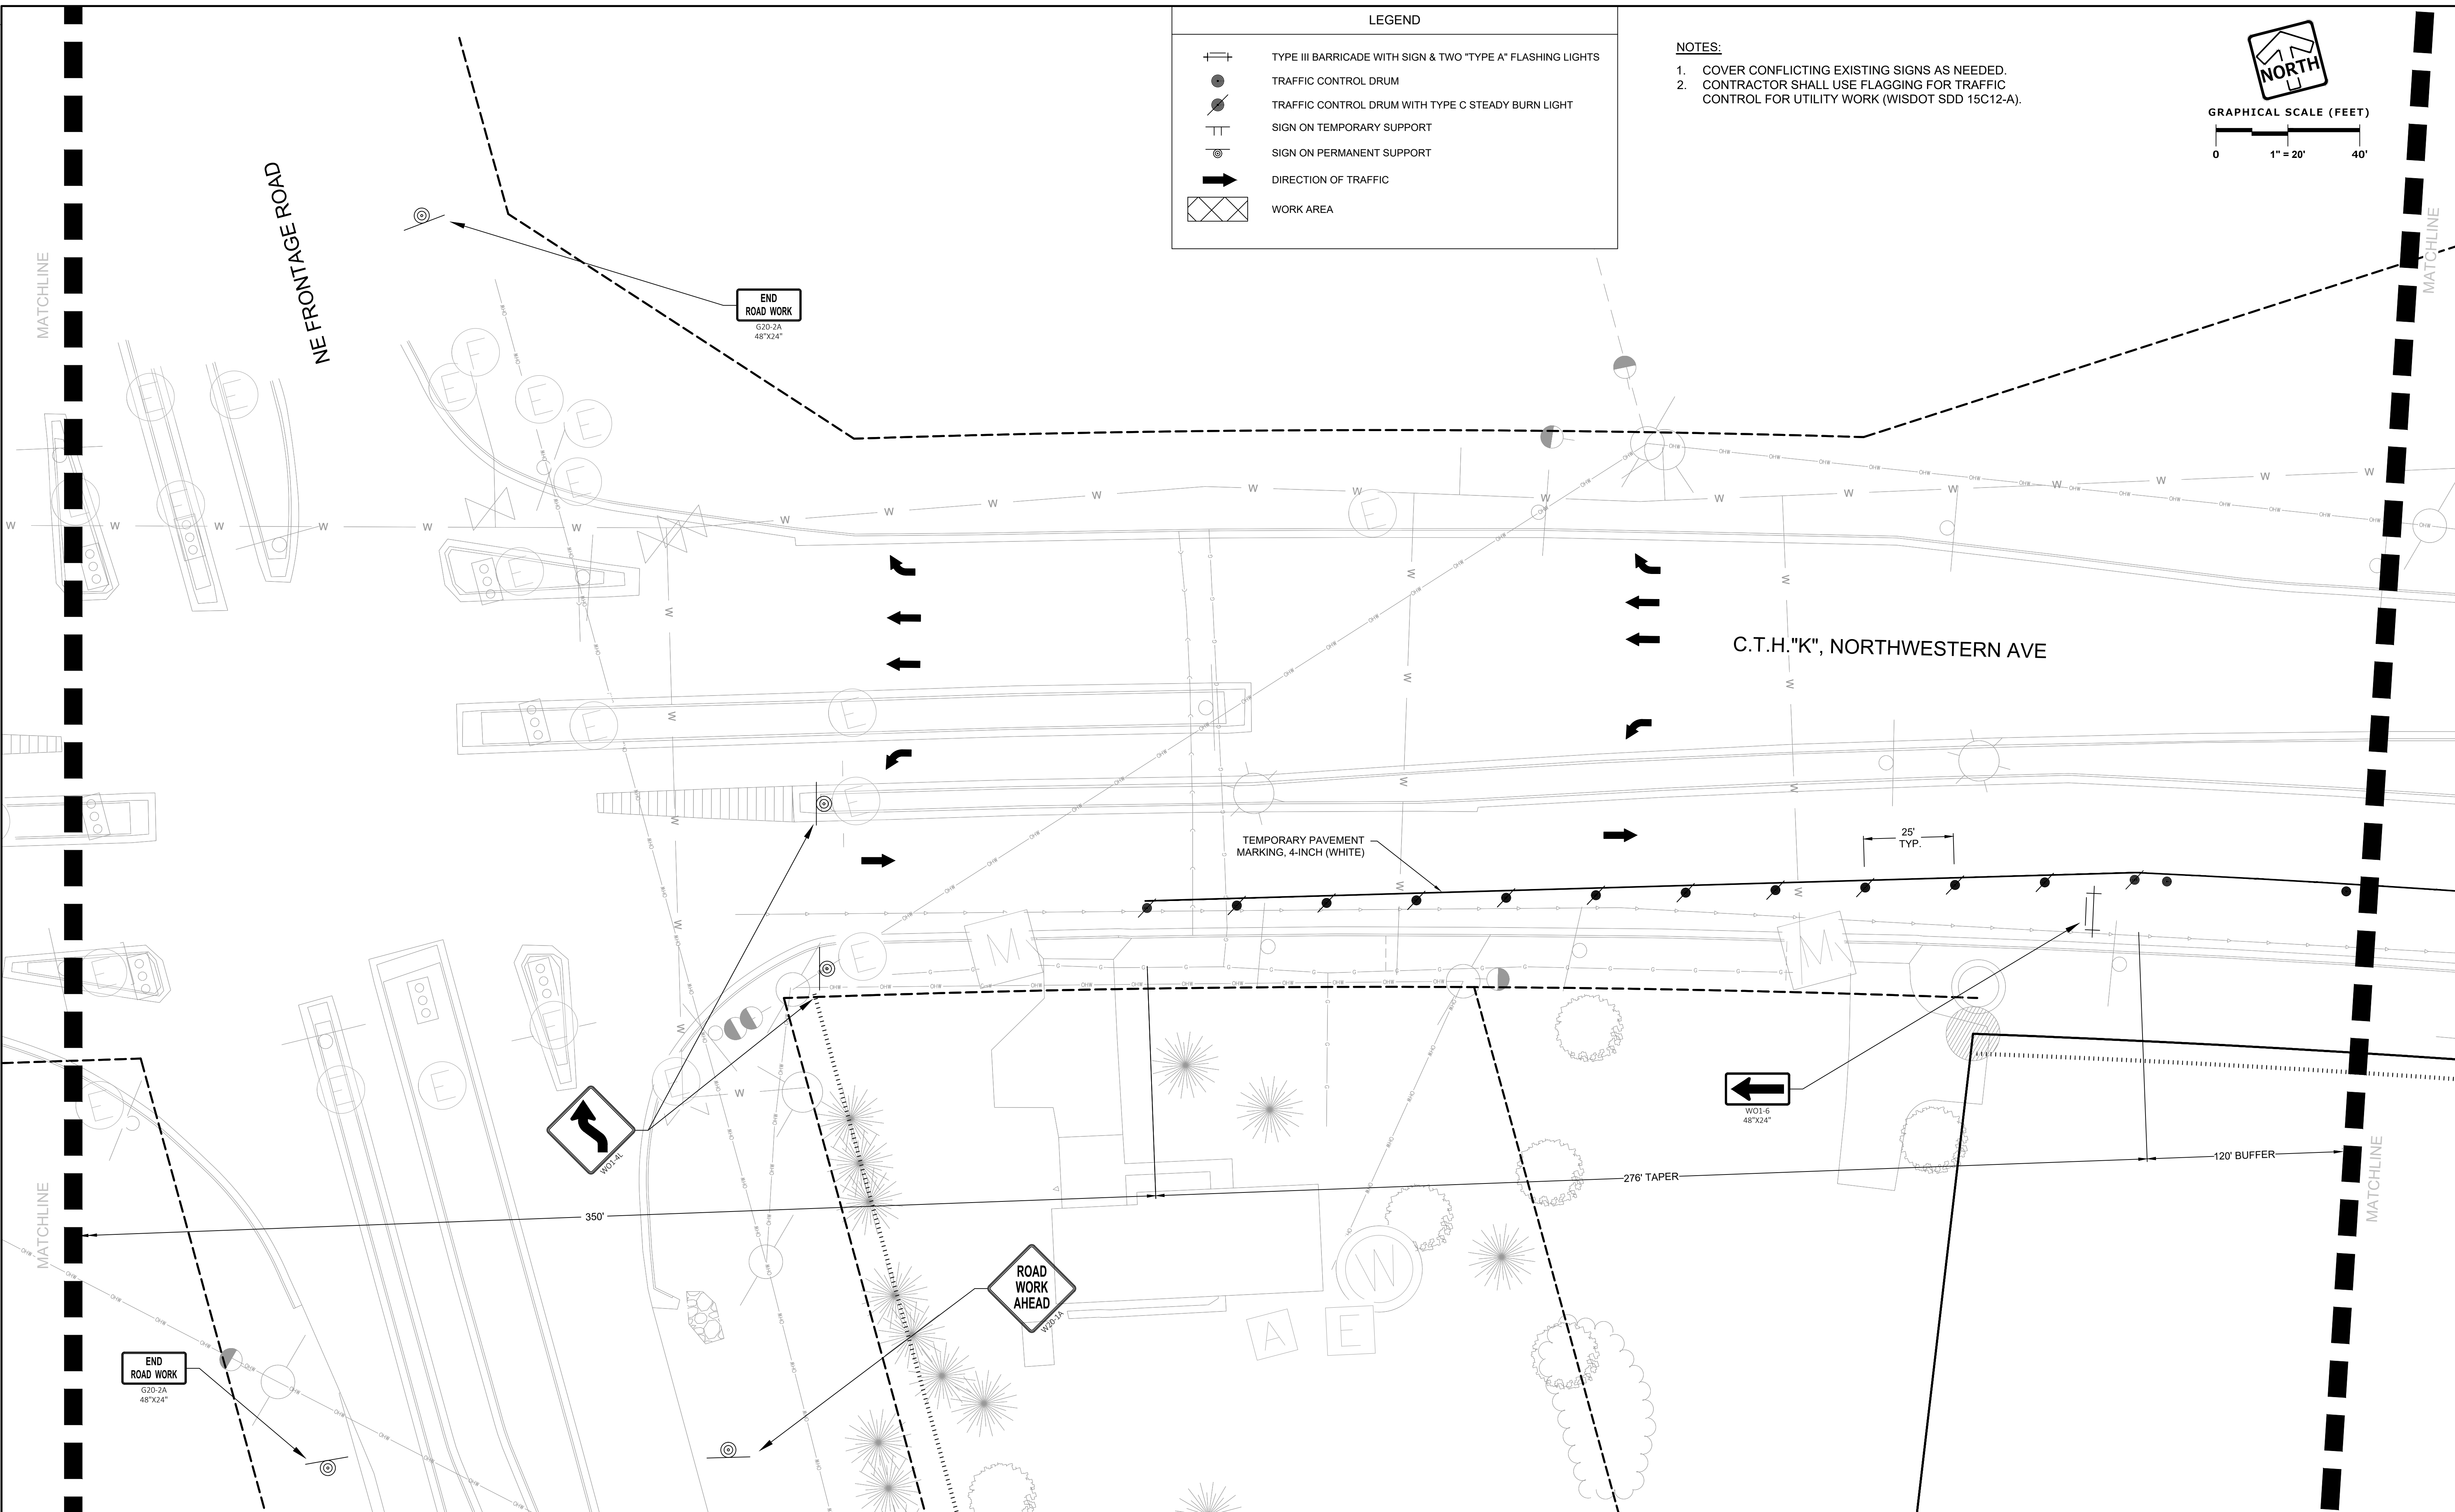 LEGEND
TYPE III BARRICADE WITH SIGN & TWO "TYPE A" FLASHING LIGHTS
TRAFFIC CONTROL DRUM
TRAFFIC CONTROL DRUM WITH TYPE C STEADY BURN LIGHT
SIGN ON TEMPORARY SUPPORT
SIGN ON PERMANENT SUPPORT
DIRECTION OF TRAFFIC
WORK AREA
NOTES:
1. COVER CONFLICTING EXISTING SIGNS AS NEEDED.
2. CONTRACTOR SHALL USE FLAGGING FOR TRAFFIC
CONTROL FOR UTILITY WORK (WISDOT SDD 15C12-A).
NORTH
GRAPHICAL SCALE (FEET)
0 1" = 20' 40'
MATCHLINE
MATCHLINE
NE FRONTAGE ROAD
END
ROAD WORK
G20-2A
48"X24"
C.T.H."K", NORTHWESTERN AVE
TEMPORARY PAVEMENT
MARKING, 4-INCH (WHITE)
25'
TYP.
WO1-4L
WO1-6
48"X24"
276' TAPER
120' BUFFER
350'
MATCHLINE
MATCHLINE
ROAD
WORK
AHEAD
W20-1A
END
ROAD WORK
G20-2A
48"X24"